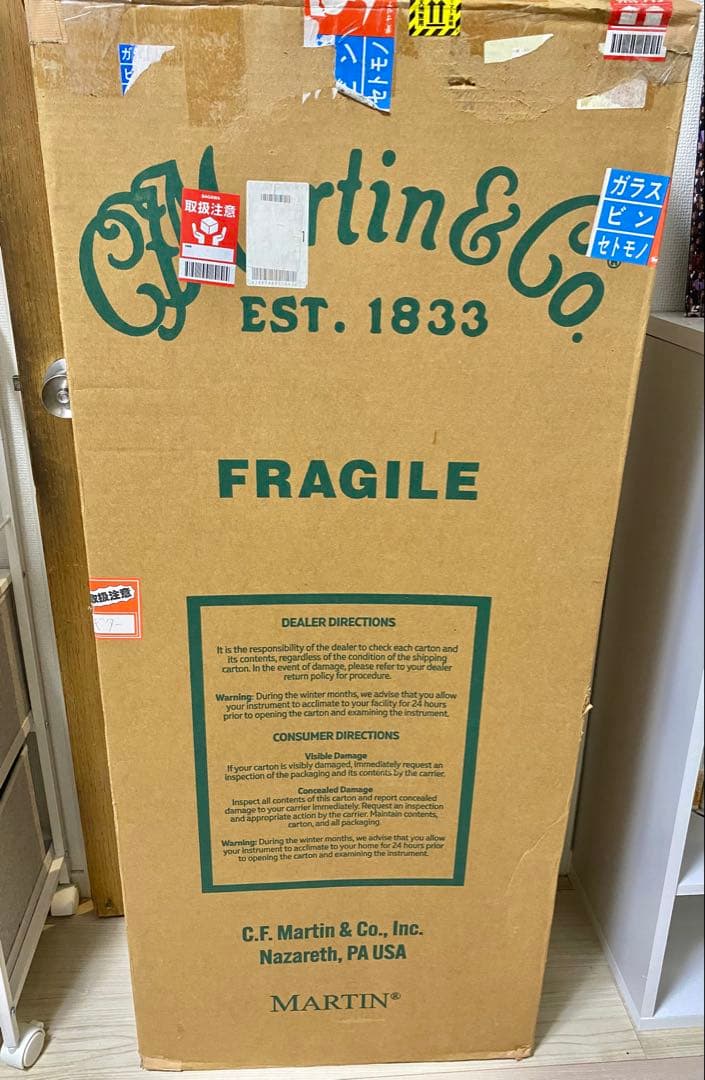 ガラス
ビン
セトモノ
SAGAWA
取扱注意
C.F. Martin & Co.®
EST. 1833
FRAGILE
取扱注意
DEALER DIRECTIONS
It is the responsibility of the dealer to check each carton and
its contents, regardless of the condition of the shipping
carton. In the event of damage, please refer to your dealer
return policy for procedure.
Warning: During the winter months, we advise that you allow
your instrument to acclimate to your facility for 24 hours
prior to opening the carton and examining the instrument.
CONSUMER DIRECTIONS
Visible Damage
If your carton is visibly damaged, immediately request an
inspection of the packaging and its contents by the carrier.
Concealed Damage
Inspect all contents of this carton and report concealed
damage to your carrier immediately. Request an inspection
and appropriate action by the carrier. Maintain contents,
carton, and all packaging.
Warning: During the winter months, we advise that you allow
your instrument to acclimate to your home for 24 hours prior
to opening the carton and examining the instrument.
C.F. Martin & Co., Inc.
Nazareth, PA USA
MARTIN®